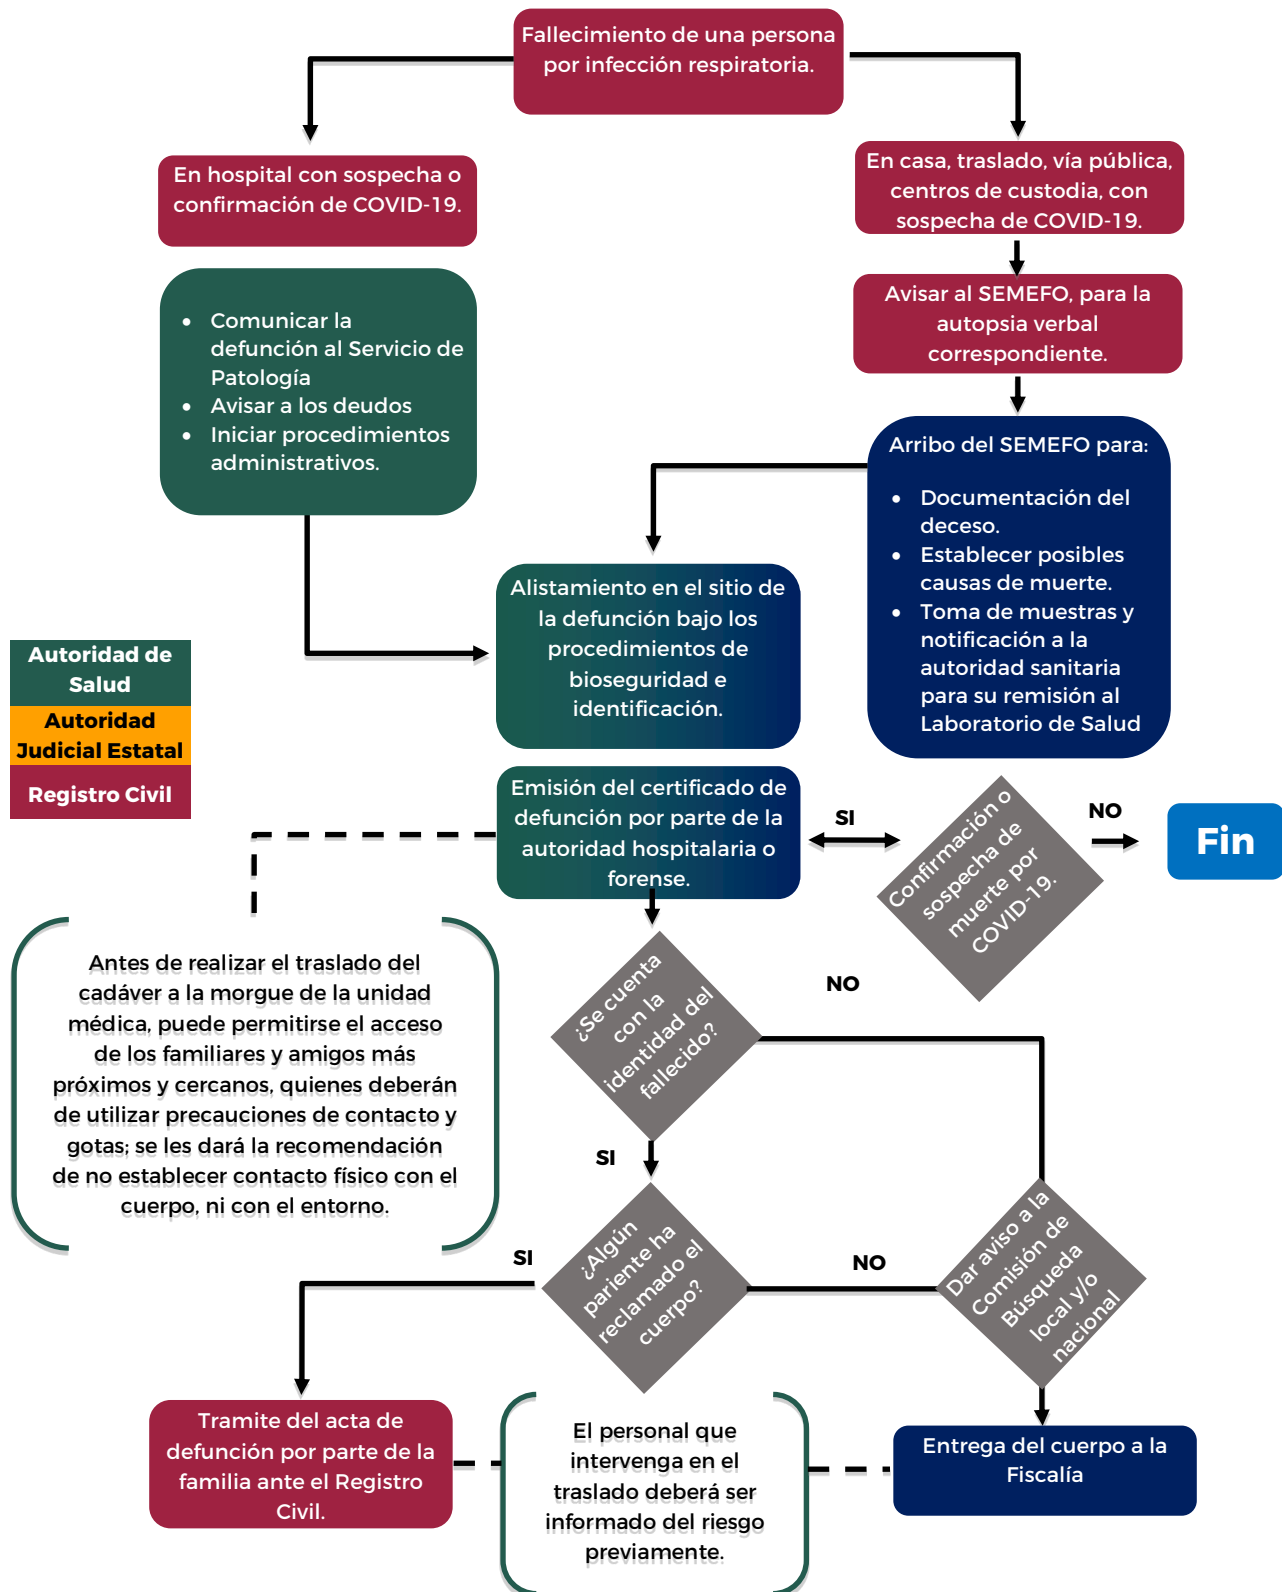 Fallecimiento de una persona
por infección respiratoria.
En hospital con sospecha o
confirmación de COVID-19.
En casa, traslado, vía pública,
centros de custodia, con
sospecha de COVID-19.
Avisar al SEMEFO, para la
autopsia verbal
correspondiente.
• Comunicar la
defunción al Servicio de
Patología
• Avisar a los deudos
• Iniciar procedimientos
administrativos.
Arribo del SEMEFO para:
• Documentación del
deceso.
• Establecer posibles
causas de muerte.
• Toma de muestras y
notificación a la
autoridad sanitaria
para su remisión al
Laboratorio de Salud
Alistamiento en el sitio de
la defunción bajo los
procedimientos de
bioseguridad e
identificación.
Autoridad de
Salud
Autoridad
Judicial Estatal
Registro Civil
Emisión del certificado de
defunción por parte de la
autoridad hospitalaria o
forense.
SI
Confirmación o
sospecha de
muerte por
COVID-19.
NO
Fin
Antes de realizar el traslado del
cadáver a la morgue de la unidad
médica, puede permitirse el acceso
de los familiares y amigos más
próximos y cercanos, quienes deberán
de utilizar precauciones de contacto y
gotas; se les dará la recomendación
de no establecer contacto físico con el
cuerpo, ni con el entorno.
¿Se cuenta
con la
identidad del
fallecido?
NO
SI
¿Algún
pariente ha
reclamado el
cuerpo?
SI
NO
Dar aviso a la
Comisión de
Búsqueda
local y/o
nacional
Tramite del acta de
defunción por parte de la
familia ante el Registro
Civil.
El personal que
intervenga en el
traslado deberá ser
informado del riesgo
previamente.
Entrega del cuerpo a la
Fiscalía